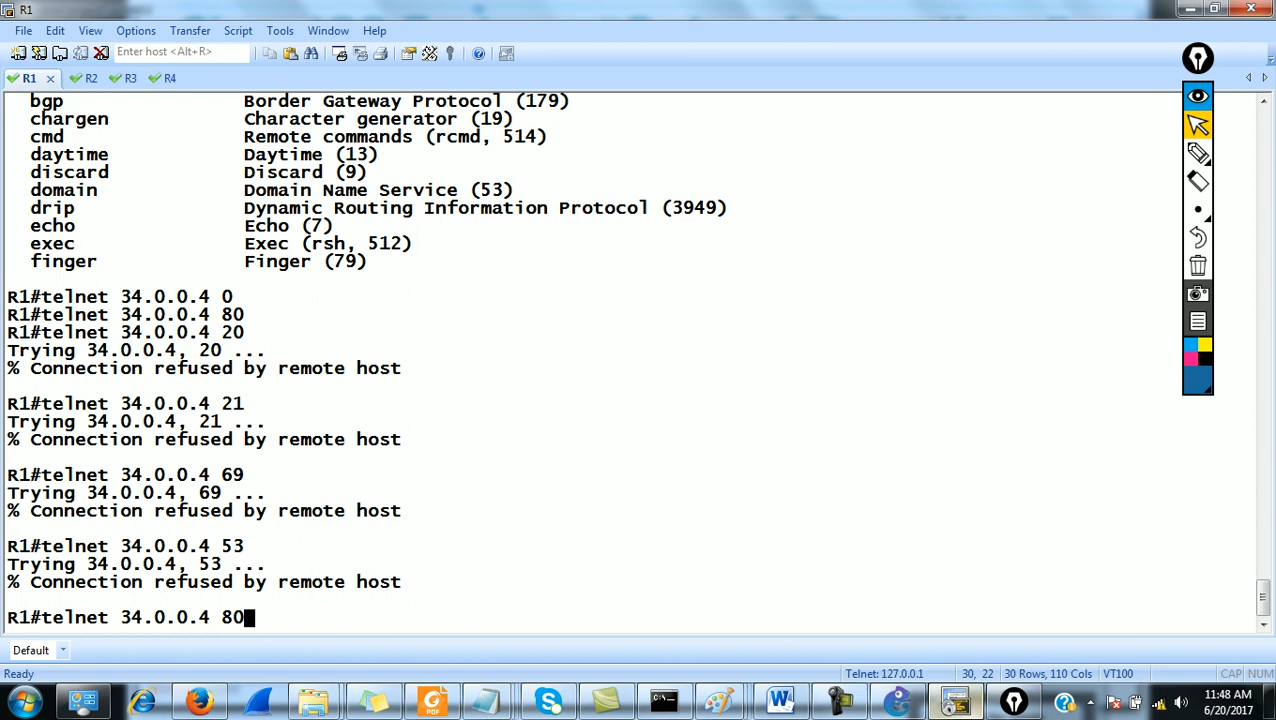 R1
File Edit View Options Transfer Script Tools Window Help
Enter host <Alt+R>
R1 R2 R3 R4
bgp Border Gateway Protocol (179)
chargen Character generator (19)
cmd Remote commands (rcmd, 514)
daytime Daytime (13)
discard Discard (9)
domain Domain Name Service (53)
drip Dynamic Routing Information Protocol (3949)
echo Echo (7)
exec Exec (rsh, 512)
finger Finger (79)
R1#telnet 34.0.0.4 0
R1#telnet 34.0.0.4 80
R1#telnet 34.0.0.4 20
Trying 34.0.0.4, 20 ...
% Connection refused by remote host
R1#telnet 34.0.0.4 21
Trying 34.0.0.4, 21 ...
% Connection refused by remote host
R1#telnet 34.0.0.4 69
Trying 34.0.0.4, 69 ...
% Connection refused by remote host
R1#telnet 34.0.0.4 53
Trying 34.0.0.4, 53 ...
% Connection refused by remote host
R1#telnet 34.0.0.4 80
Default
Ready Telnet: 127.0.0.1 30, 22 30 Rows, 110 Cols VT100 CAP NUM
PDF W
11:48 AM
6/20/2017